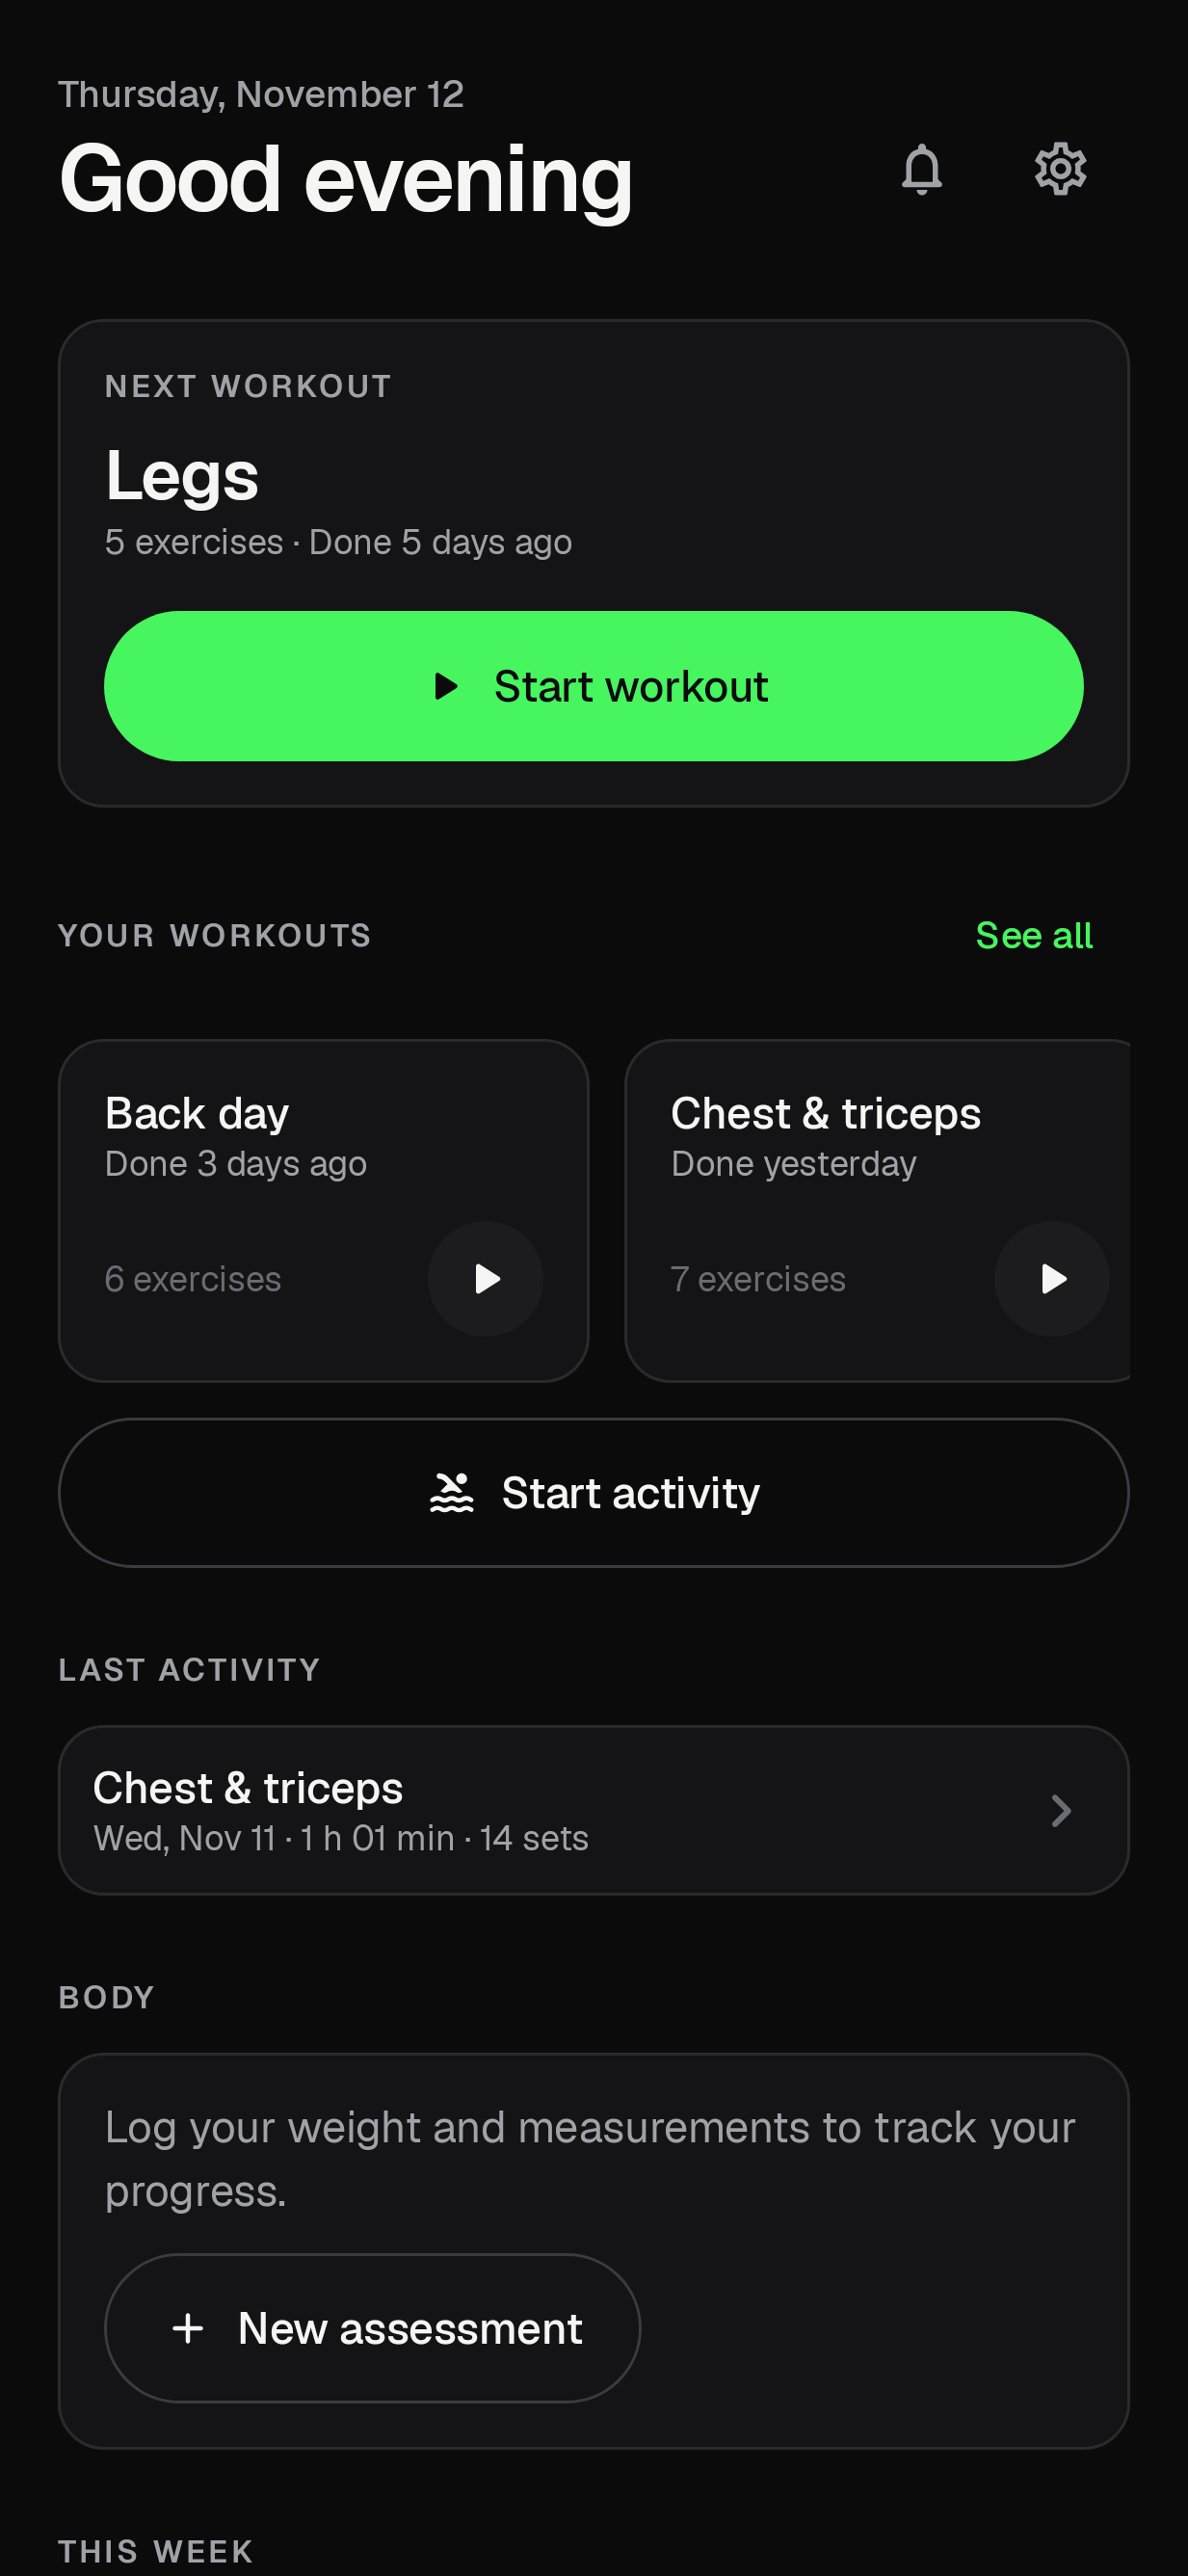 Thursday, November 12
Good evening
NEXT WORKOUT
Legs
5 exercises · Done 5 days ago
Start workout
YOUR WORKOUTS
See all
Back day
Done 3 days ago
6 exercises
Chest & triceps
Done yesterday
7 exercises
Start activity
LAST ACTIVITY
Chest & triceps
Wed, Nov 11 · 1 h 01 min · 14 sets
BODY
Log your weight and measurements to track your
progress.
New assessment
THIS WEEK